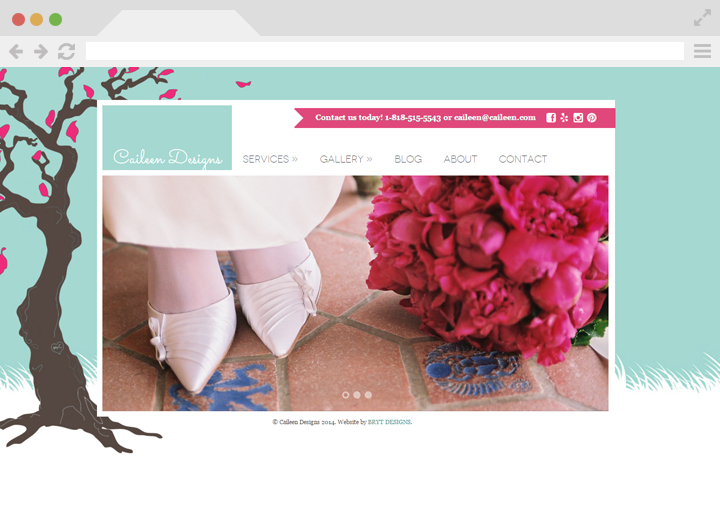 Contact us today! 1-818-515-5543 or caileen@caileen.com
Caileen Designs
SERVICES »
GALLERY »
BLOG
ABOUT
CONTACT
© Caileen Designs 2014. Website by BRYT DESIGNS.